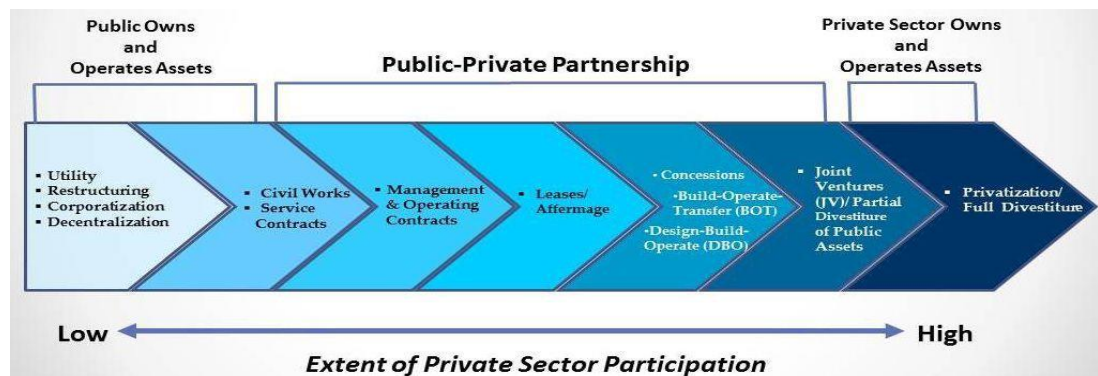 Public Owns
and
Operates Assets
Public-Private Partnership
Private Sector Owns
and
Operates Assets
▪ Utility
▪ Restructuring
▪ Corporatization
▪ Decentralization
▪ Civil Works
▪ Service
Contracts
▪ Management
& Operating
Contracts
▪ Leases/
Affermage
▪ Concessions
▪Build-Operate-
Transfer (BOT)
▪Design-Build-
Operate (DBO)
▪ Joint
Ventures
(JV)/ Partial
Divestiture
of Public
Assets
▪ Privatization/
Full Divestiture
Low
High
Extent of Private Sector Participation